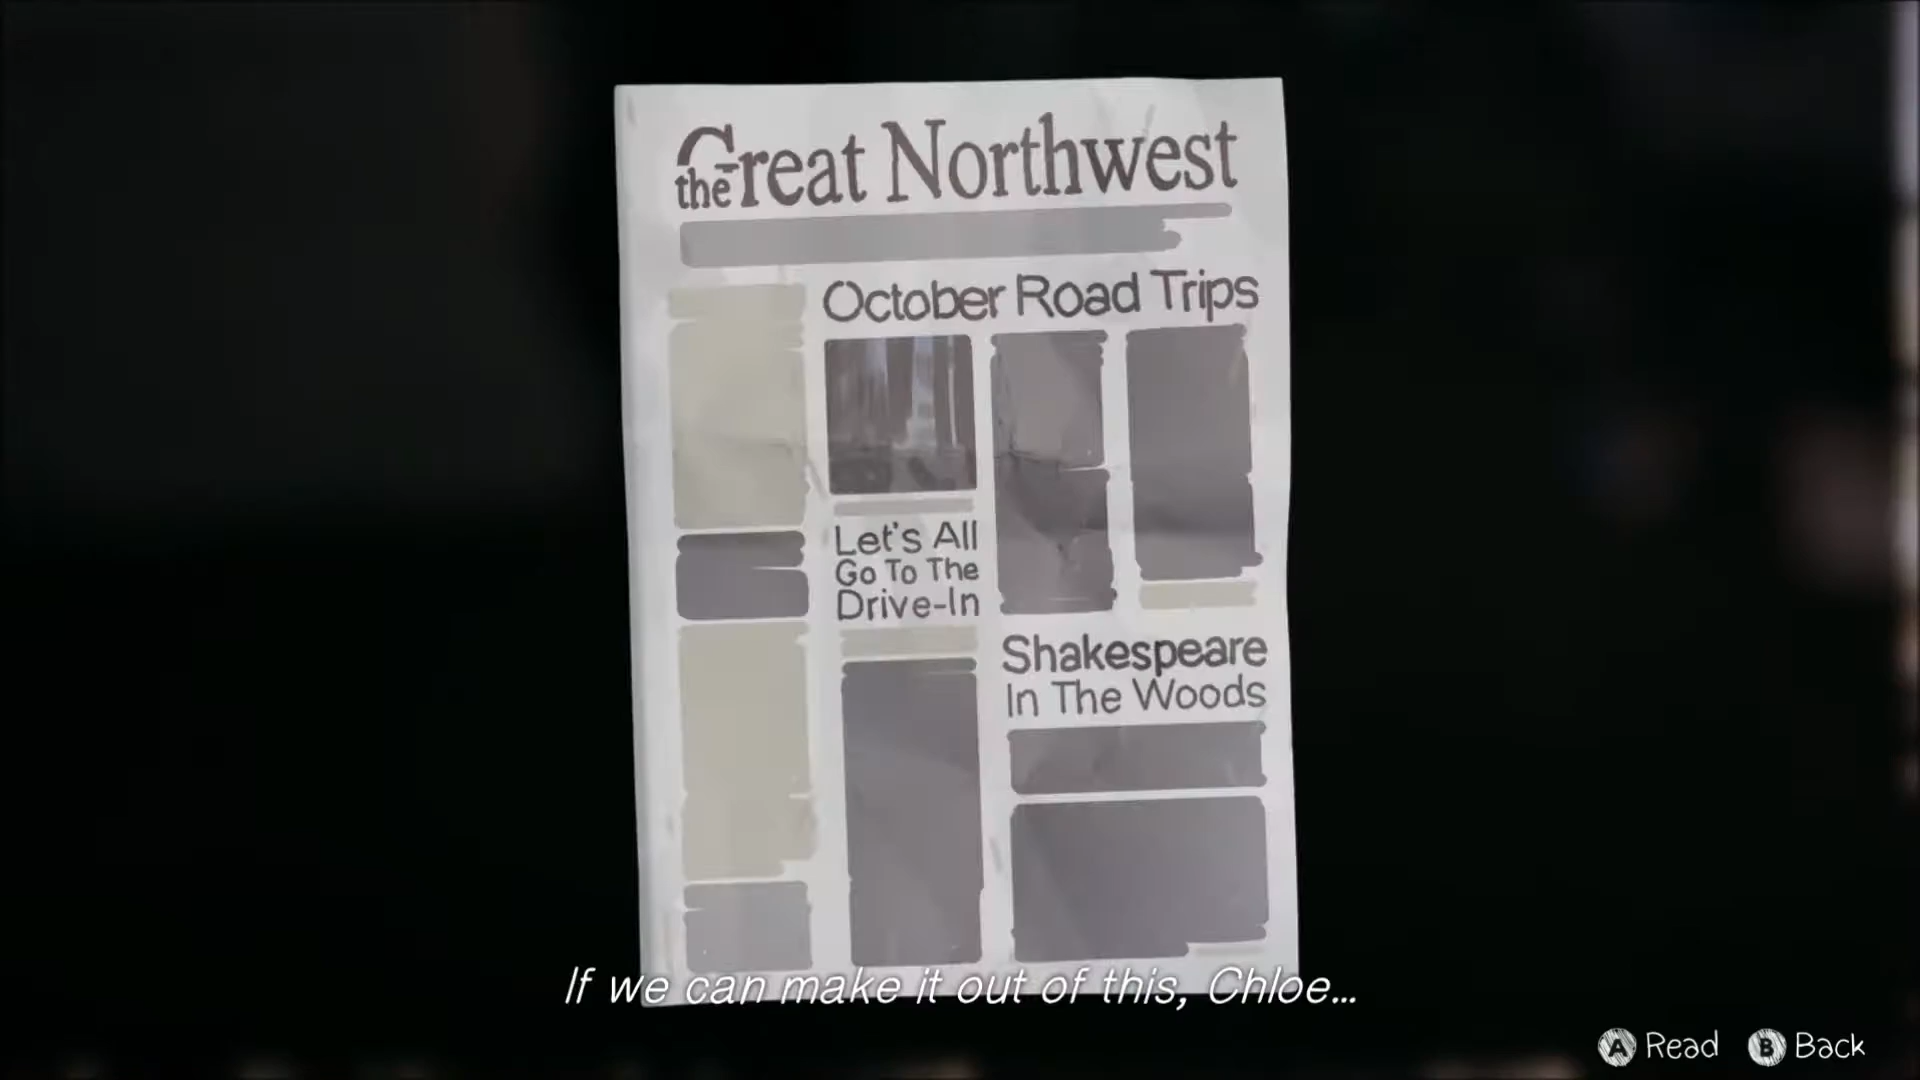 the Great Northwest
October Road Trips
Let's All
Go To The
Drive-In
Shakespeare
In The Woods
If we can make it out of this, Chloe...
A Read B Back